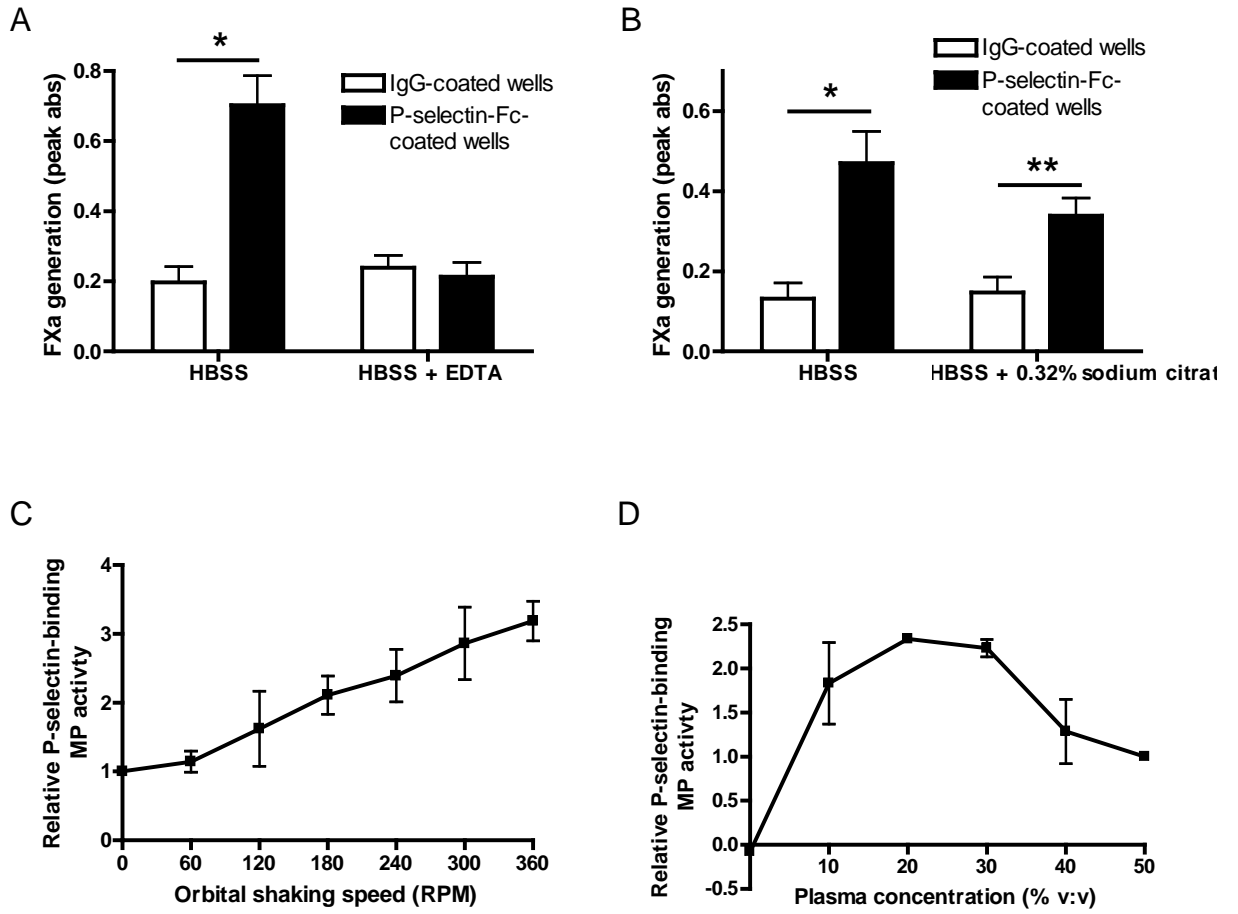 A
*
IgG-coated wells
P-selectin-Fc-
coated wells
FXa generation (peak abs)
0.8
0.6
0.4
0.2
0.0
HBSS
HBSS + EDTA
B
IgG-coated wells
P-selectin-Fc-
coated wells
*
**
FXa generation (peak abs)
0.6
0.4
0.2
0.0
HBSS
HBSS + 0.32% sodium citrat
C
Relative P-selectin-binding
MP activty
4
3
2
1
0
0 60 120 180 240 300 360
Orbital shaking speed (RPM)
D
Relative P-selectin-binding
MP activty
2.5
2.0
1.5
1.0
0.5
0.0
-0.5
10 20 30 40 50
Plasma concentration (% v:v)